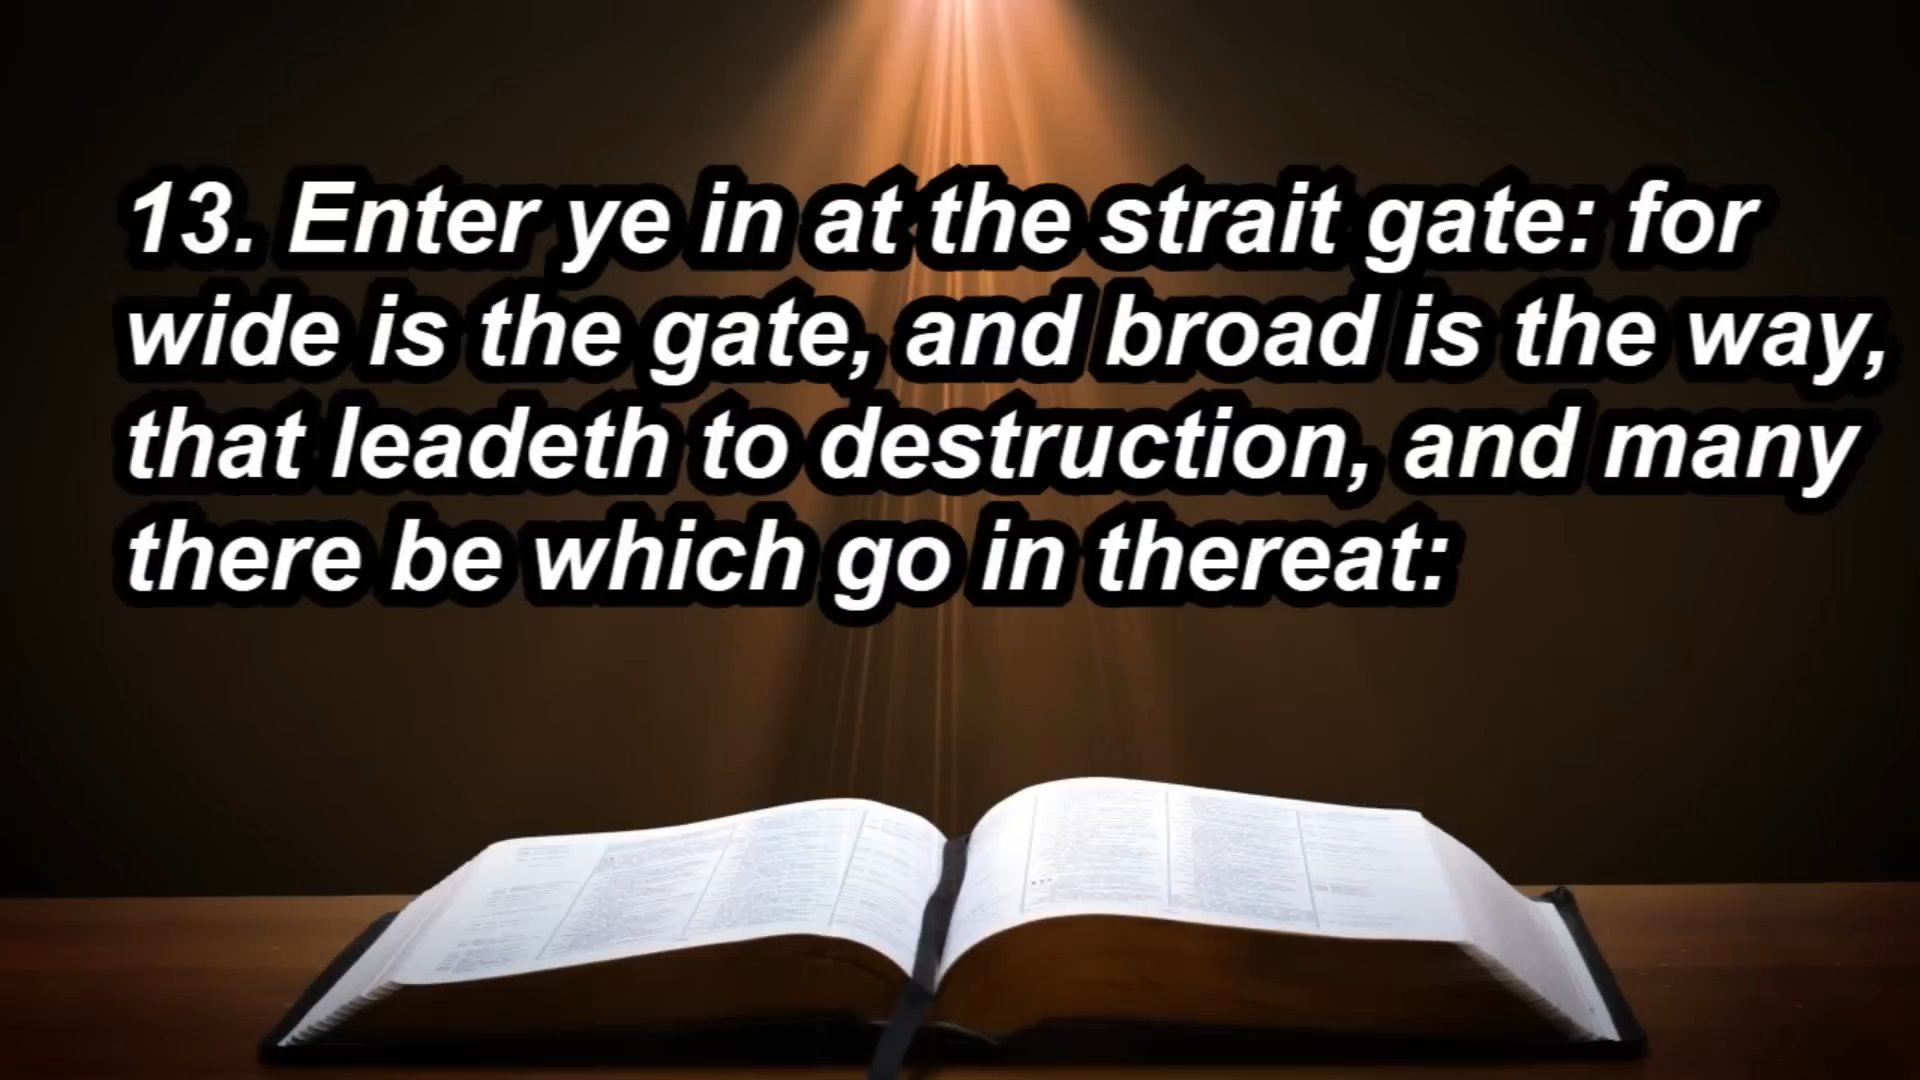 13. Enter ye in at the strait gate: for
wide is the gate, and broad is the way,
that leadeth to destruction, and many
there be which go in thereat: